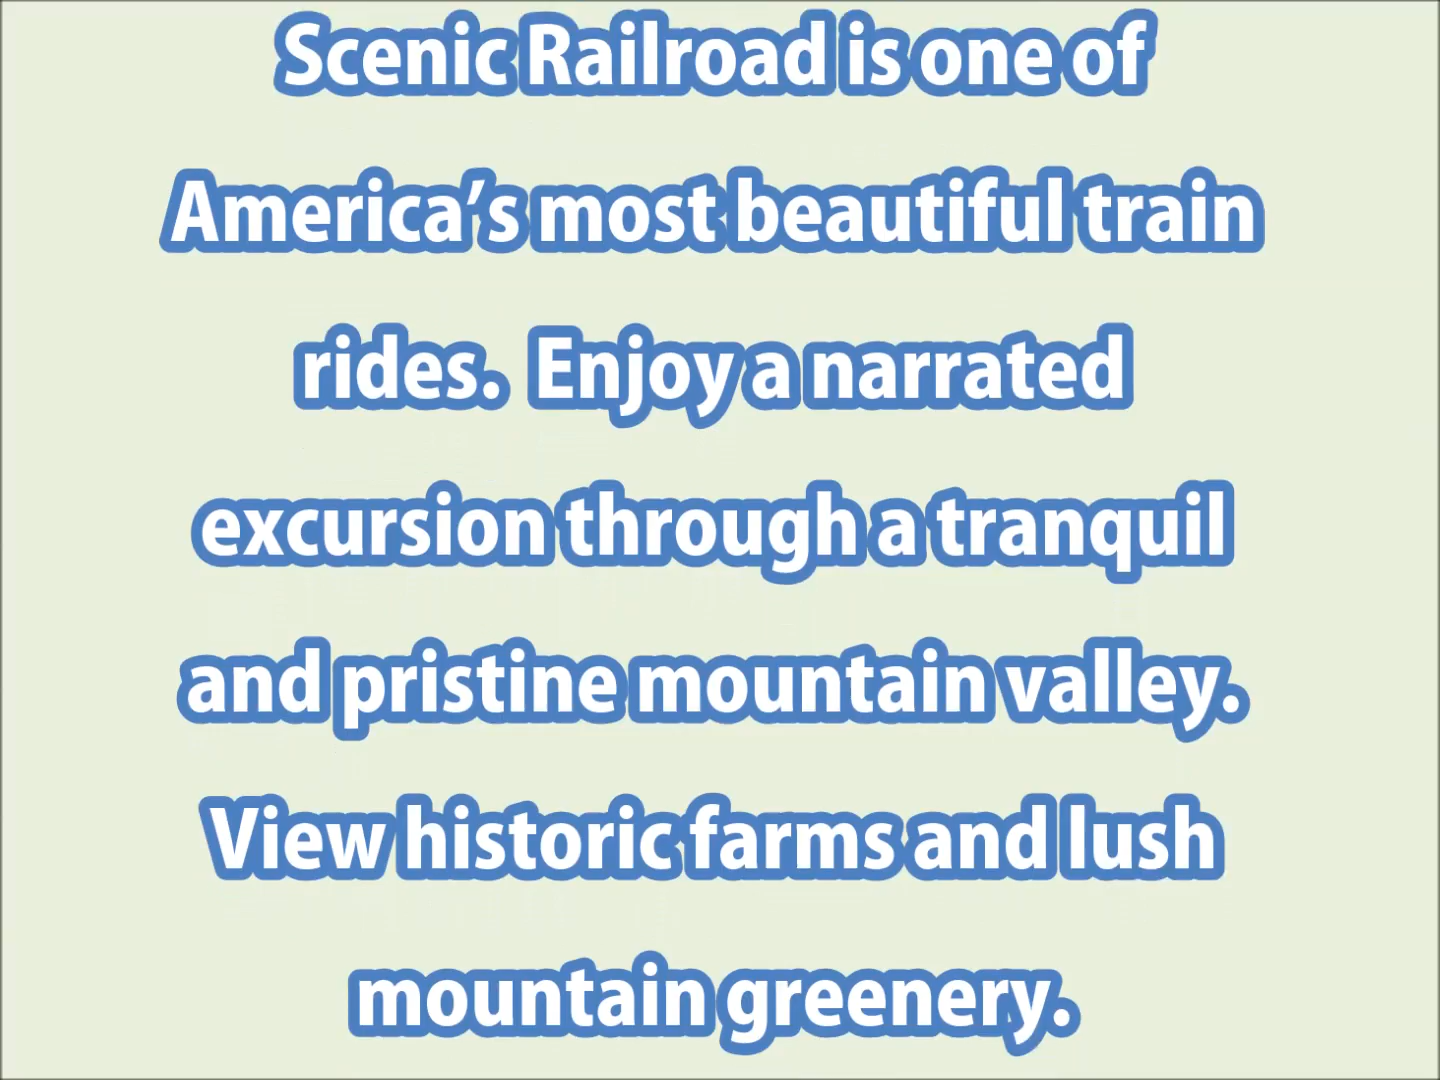 Scenic Railroad is one of
America’s most beautiful train
rides.  Enjoy a narrated
excursion through a tranquil
and pristine mountain valley.
View historic farms and lush
mountain greenery.